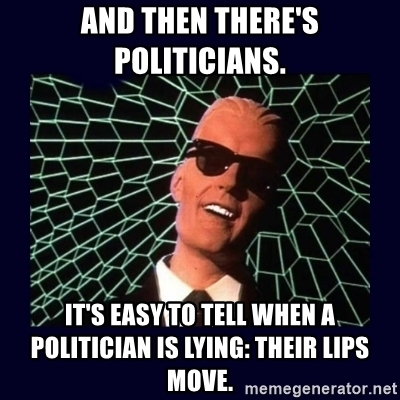 AND THEN THERE'S
POLITICIANS.
IT'S EASY TO TELL WHEN A
POLITICIAN IS LYING: THEIR LIPS
MOVE.
memegenerator.net